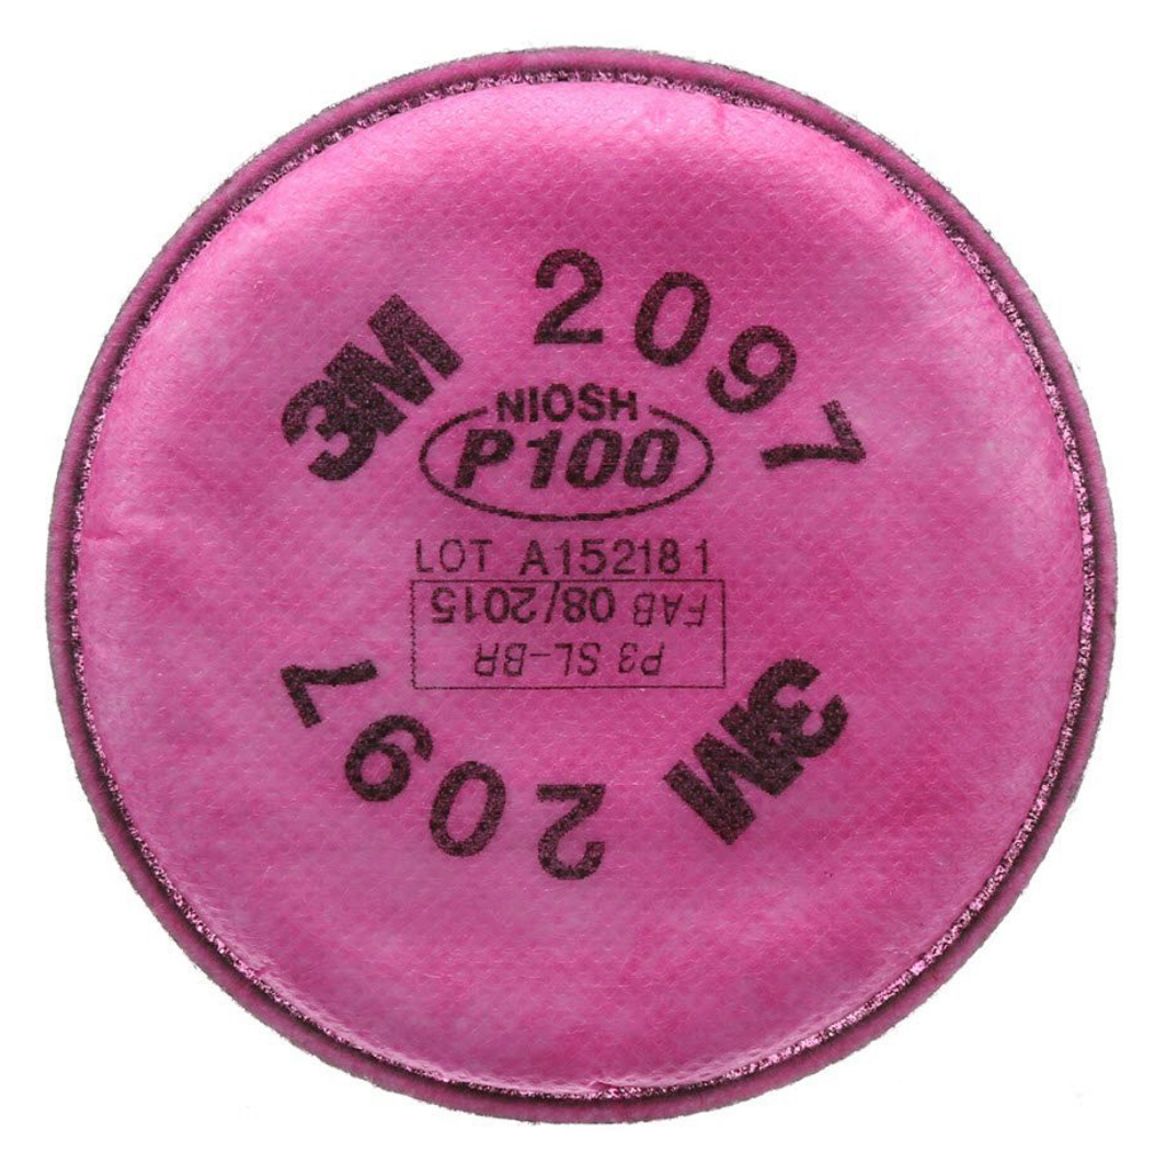 3M 2097
NIOSH
P100
LOT A152181
P3 SL-BR
FAB 08/2015
3M 2097